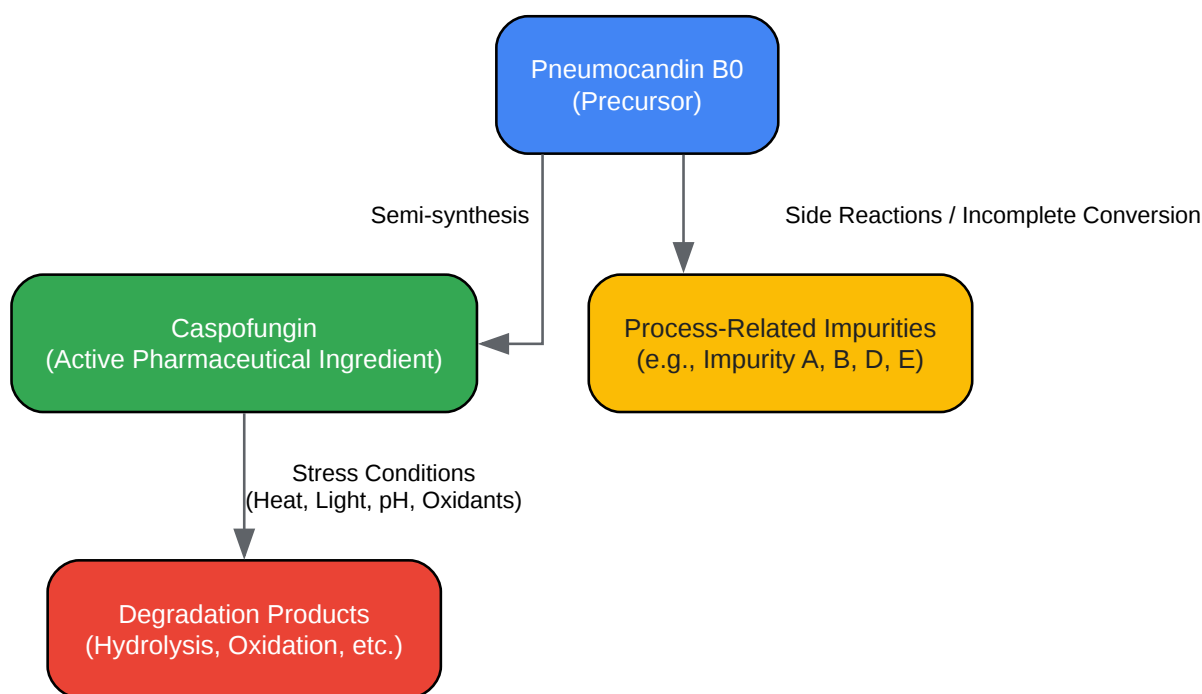 Pneumocandin B0
(Precursor)
Semi-synthesis
Side Reactions / Incomplete Conversion
Caspofungin
(Active Pharmaceutical Ingredient)
Process-Related Impurities
(e.g., Impurity A, B, D, E)
Stress Conditions
(Heat, Light, pH, Oxidants)
Degradation Products
(Hydrolysis, Oxidation, etc.)